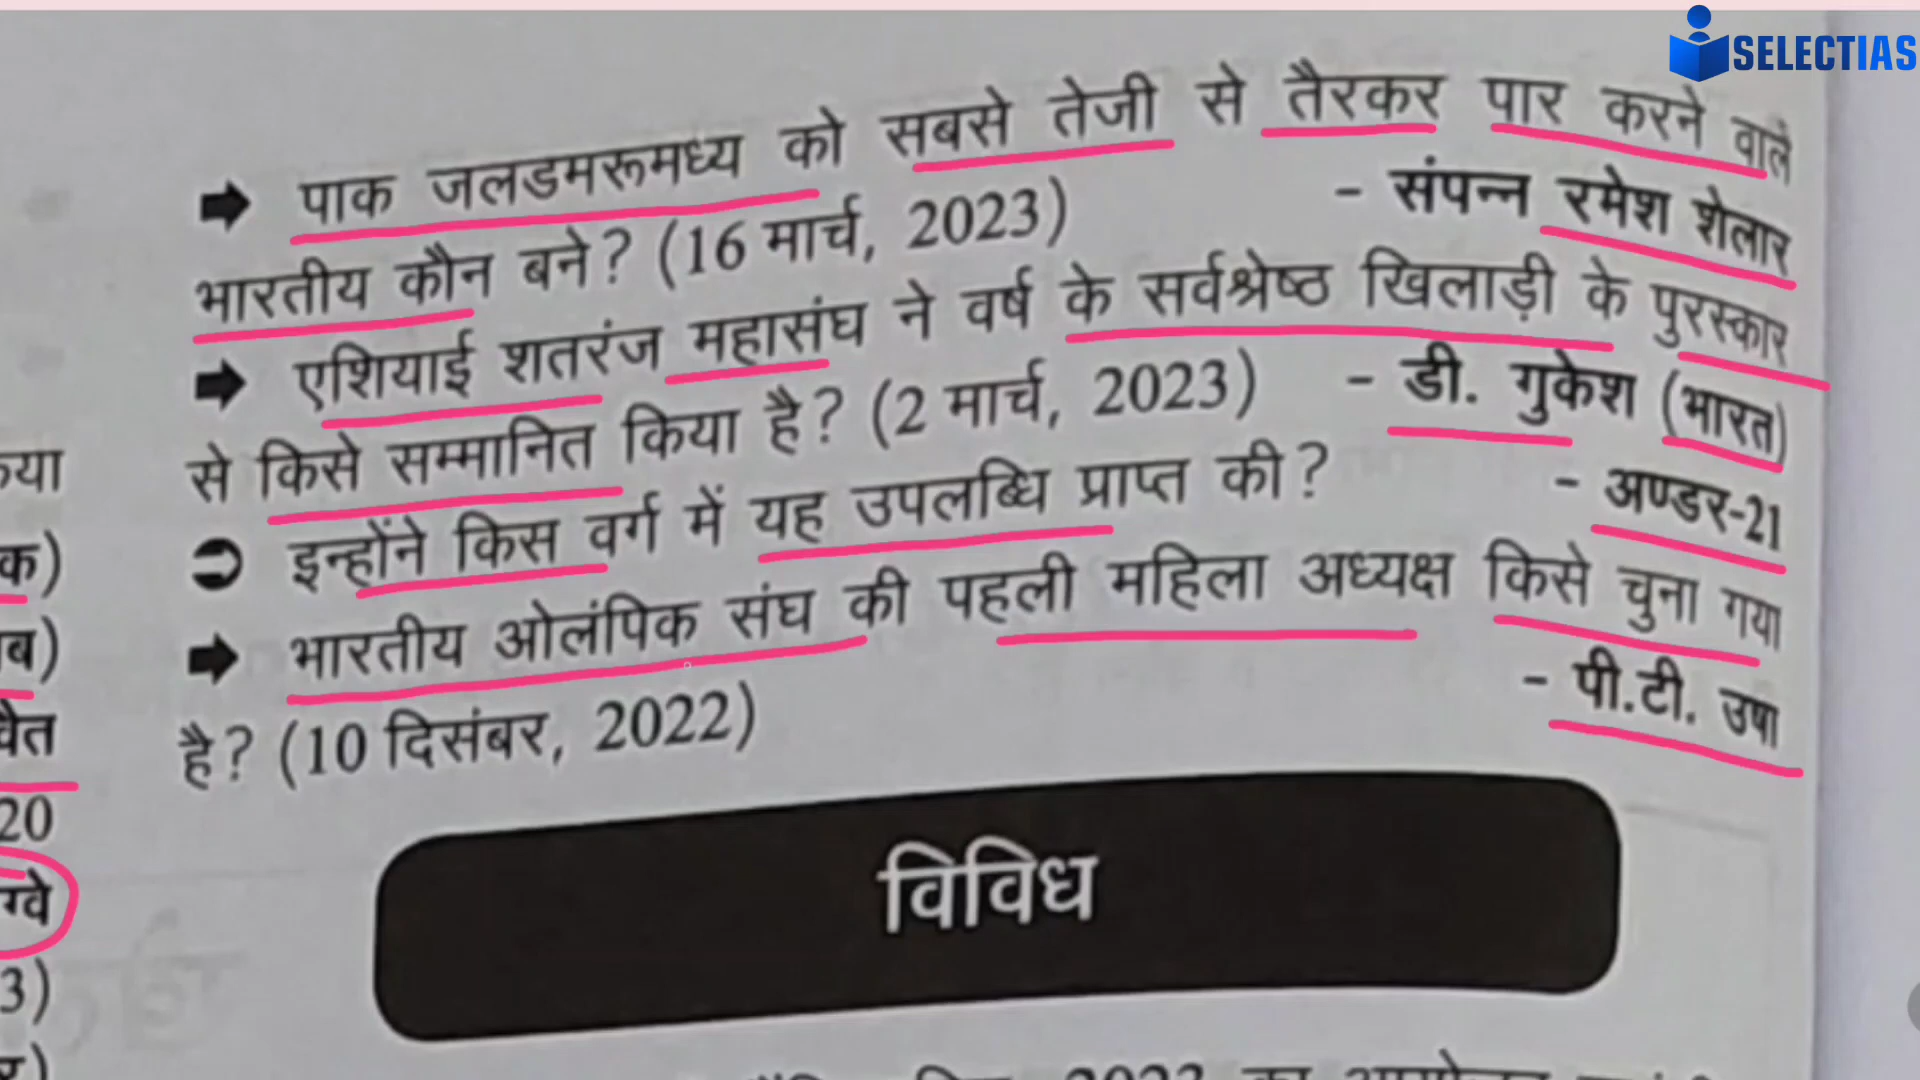 SELECTIAS
➡ पाक जलडमरूमध्य को सबसे तेजी से तैरकर पार करने वाले
भारतीय कौन बने? (16 मार्च, 2023) - संपन्न रमेश शेलार
➡ एशियाई शतरंज महासंघ ने वर्ष के सर्वश्रेष्ठ खिलाड़ी के पुरस्कार
से किसे सम्मानित किया है? (2 मार्च, 2023) - डी. गुकेश (भारत)
➲ इन्होंने किस वर्ग में यह उपलब्धि प्राप्त की? - अण्डर-21
➡ भारतीय ओलंपिक संघ की पहली महिला अध्यक्ष किसे चुना गया
है? (10 दिसंबर, 2022) - पी.टी. उषा
विविध
20
3)